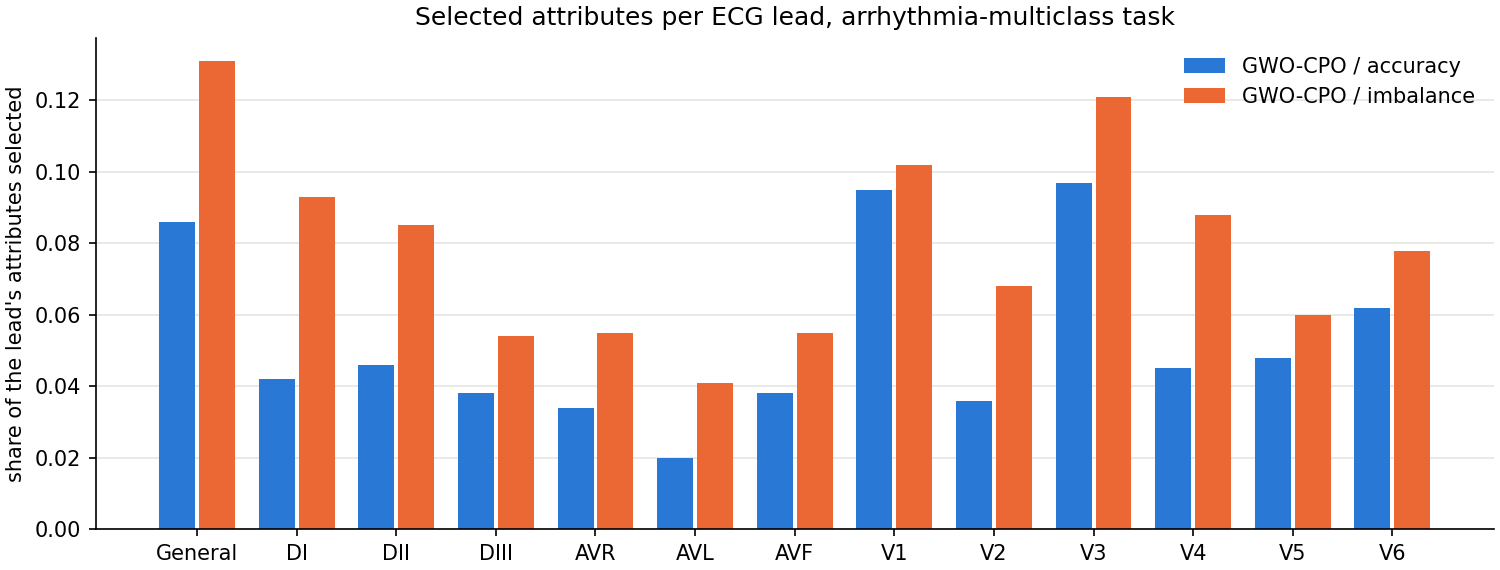 Selected attributes per ECG lead, arrhythmia-multiclass task
GWO-CPO / accuracy
GWO-CPO / imbalance
share of the lead's attributes selected
0.12
0.10
0.08
0.06
0.04
0.02
0.00
General DI DII DIII AVR AVL AVF V1 V2 V3 V4 V5 V6